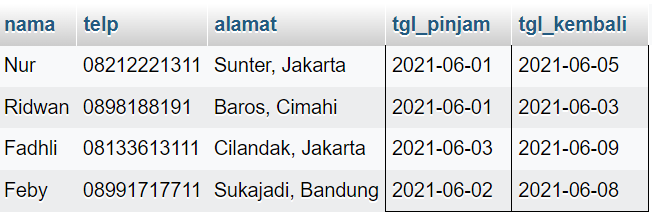 nama telp alamat tgl_pinjam tgl_kembali
Nur 08212221311 Sunter, Jakarta 2021-06-01 2021-06-05
Ridwan 0898188191 Baros, Cimahi 2021-06-01 2021-06-03
Fadhli 08133613111 Cilandak, Jakarta 2021-06-03 2021-06-09
Feby 08991717711 Sukajadi, Bandung 2021-06-02 2021-06-08